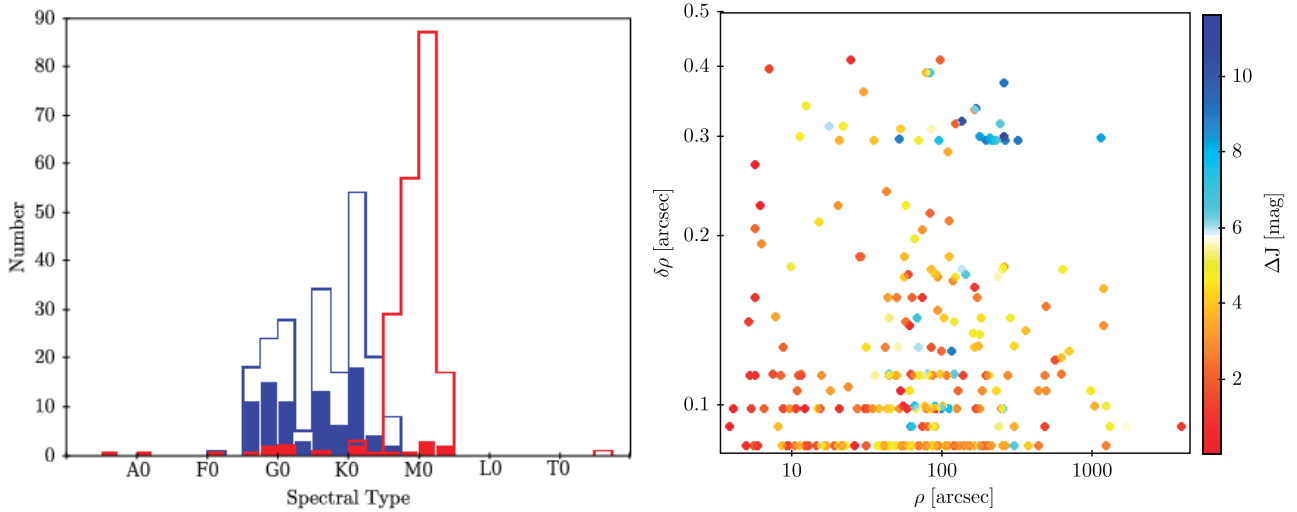 90
80
70
60
50
40
30
20
10
0
Number
A0 F0 G0 K0 M0 L0 T0
Spectral Type
0.5
0.4
0.3
0.2
0.1
δρ [arcsec]
10 100 1000
ρ [arcsec]
10
8
6
4
2
ΔJ [mag]